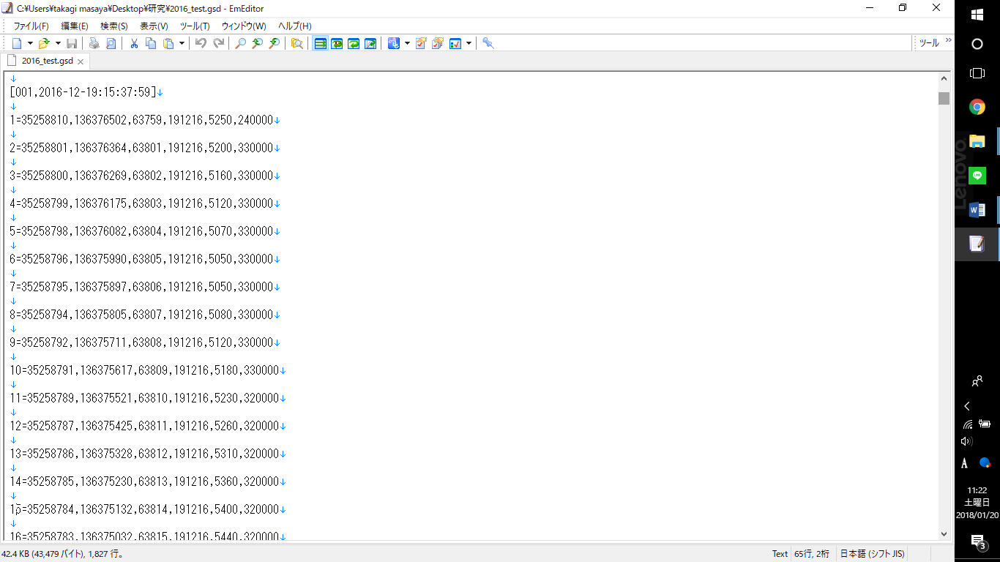 C:¥Users¥takagi masaya¥Desktop¥研究¥2016_test.gsd - EmEditor
ファイル(F) 編集(E) 検索(S) 表示(V) ツール(T) ウィンドウ(W) ヘルプ(H)
ツール »
2016_test.gsd
↓
[001,2016-12-19:15:37:59]↓
↓
1=35258810,136376502,63759,191216,5250,240000↓
↓
2=35258801,136376364,63801,191216,5200,330000↓
↓
3=35258800,136376269,63802,191216,5160,330000↓
↓
4=35258799,136376175,63803,191216,5120,330000↓
↓
5=35258798,136376082,63804,191216,5070,330000↓
↓
6=35258796,136375990,63805,191216,5050,330000↓
↓
7=35258795,136375897,63806,191216,5050,330000↓
↓
8=35258794,136375805,63807,191216,5080,330000↓
↓
9=35258792,136375711,63808,191216,5120,330000↓
↓
10=35258791,136375617,63809,191216,5180,330000↓
↓
11=35258789,136375521,63810,191216,5230,320000↓
↓
12=35258787,136375425,63811,191216,5260,320000↓
↓
13=35258786,136375328,63812,191216,5310,320000↓
↓
14=35258785,136375230,63813,191216,5360,320000↓
↓
15=35258784,136375132,63814,191216,5400,320000↓
↓
16=35258783,136375032,63815,191216,5440,320000↓
42.4 KB (43,479 バイト), 1,827 行。
Text
65行, 2桁
日本語 (シフト JIS)
Lenovo
LINE
W
A
11:22
土曜日
2018/01/20
3